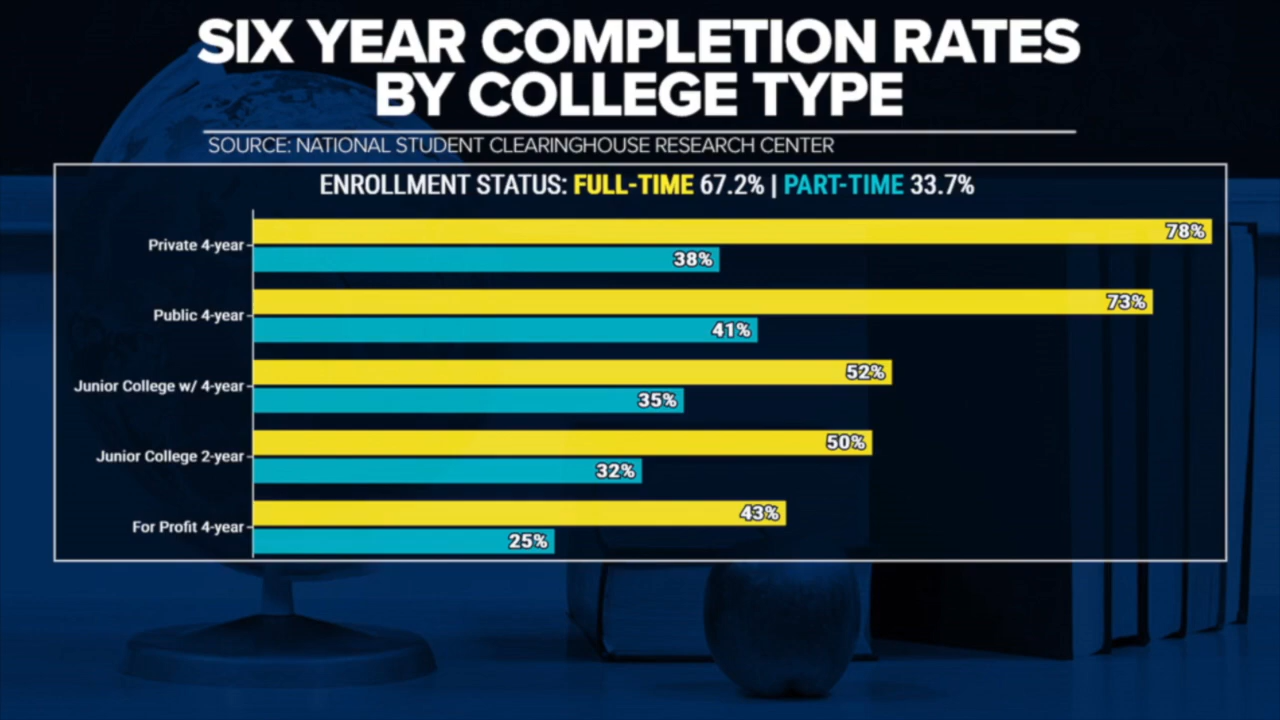 SIX YEAR COMPLETION RATES
BY COLLEGE TYPE
SOURCE: NATIONAL STUDENT CLEARINGHOUSE RESEARCH CENTER
ENROLLMENT STATUS: FULL-TIME 67.2% | PART-TIME 33.7%
78%
Private 4-year
38%
73%
Public 4-year
41%
52%
Junior College w/ 4-year
35%
50%
Junior College 2-year
32%
43%
For Profit 4-year
25%